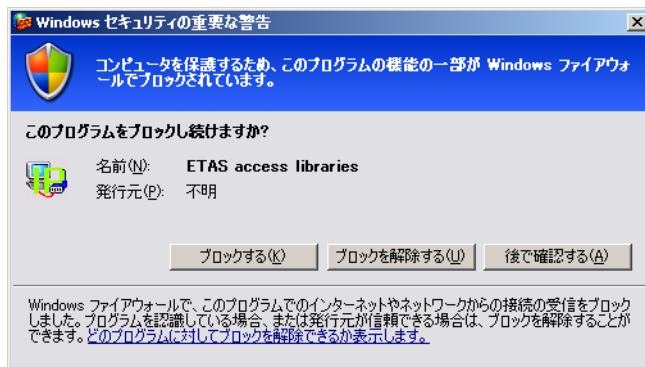 Windows セキュリティの重要な警告
コンピュータを保護するため、このプログラムの機能の一部が Windows ファイアウォ
ールでブロックされています。
このプログラムをブロックし続けますか?
名前(N): ETAS access libraries
発行元(P): 不明
ブロックする(K) ブロックを解除する(U) 後で確認する(A)
Windows ファイアウォールで、このプログラムでのインターネットやネットワークからの接続の受信をブロック
しました。プログラムを認識している場合、または発行元が信頼できる場合は、ブロックを解除することが
できます。どのプログラムに対してブロックを解除できるか表示します。